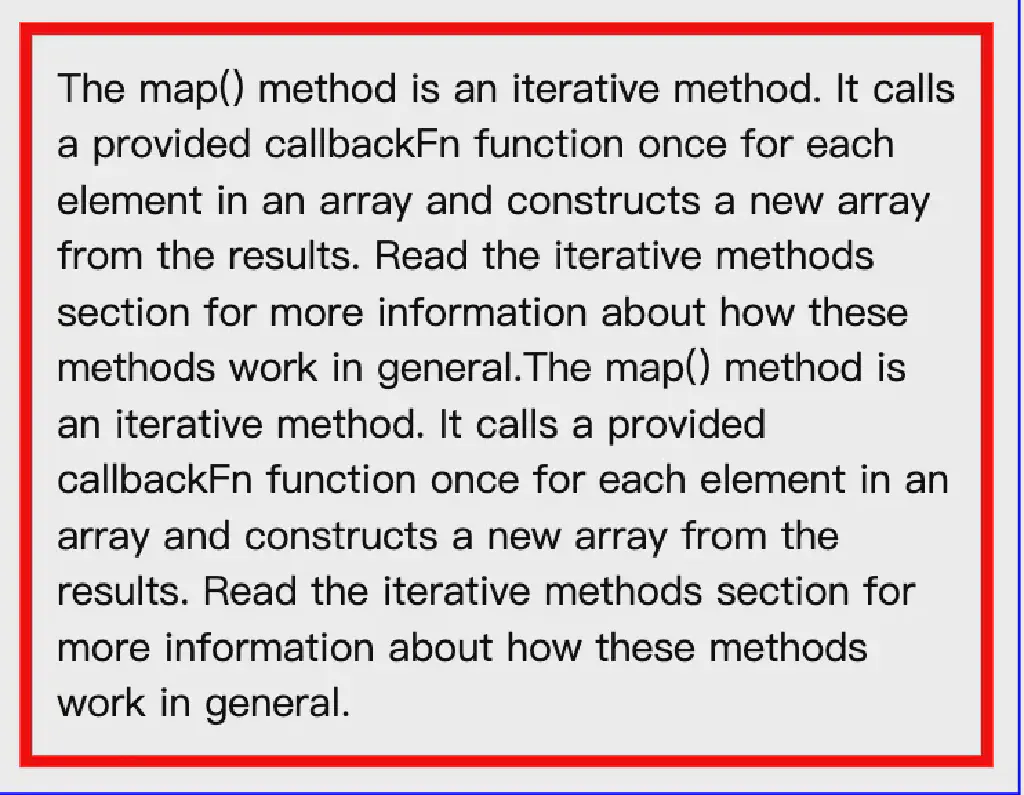 The map() method is an iterative method. It calls
a provided callbackFn function once for each
element in an array and constructs a new array
from the results. Read the iterative methods
section for more information about how these
methods work in general.The map() method is
an iterative method. It calls a provided
callbackFn function once for each element in an
array and constructs a new array from the
results. Read the iterative methods section for
more information about how these methods
work in general.